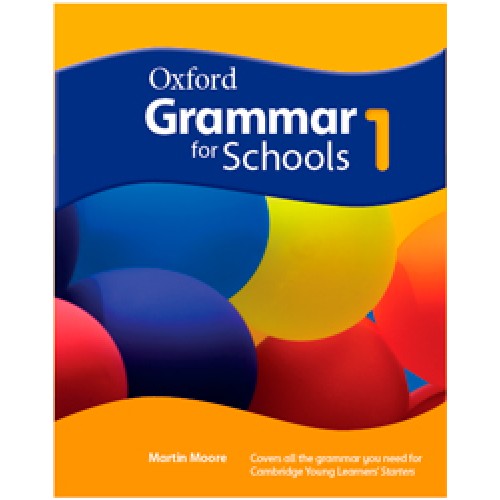 Oxford
Grammar 1
for Schools
Martin Moore
Covers all the grammar you need for
Cambridge Young Learners' Starters